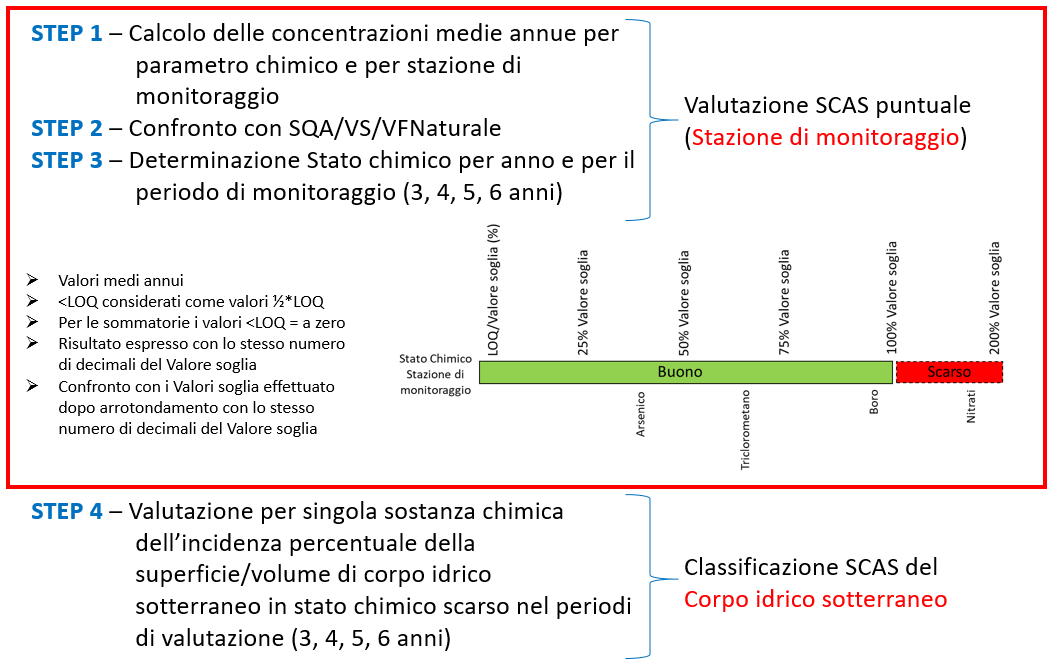 STEP 1 – Calcolo delle concentrazioni medie annue per
parametro chimico e per stazione di
monitoraggio
STEP 2 – Confronto con SQA/VS/VFNaturale
STEP 3 – Determinazione Stato chimico per anno e per il
periodo di monitoraggio (3, 4, 5, 6 anni)
Valutazione SCAS puntuale
(Stazione di monitoraggio)
➢ Valori medi annui
➢ <LOQ considerati come valori ½*LOQ
➢ Per le sommatorie i valori <LOQ = a zero
➢ Risultato espresso con lo stesso numero
di decimali del Valore soglia
➢ Confronto con i Valori soglia effettuato
dopo arrotondamento con lo stesso
numero di decimali del Valore soglia
LOQ/Valore soglia (%)
25% Valore soglia
50% Valore soglia
75% Valore soglia
100% Valore soglia
200% Valore soglia
Stato Chimico
Stazione di
monitoraggio
Buono
Scarso
Arsenico
Triclorometano
Boro
Nitrati
STEP 4 – Valutazione per singola sostanza chimica
dell’incidenza percentuale della
superficie/volume di corpo idrico
sotterraneo in stato chimico scarso nel periodi
di valutazione (3, 4, 5, 6 anni)
Classificazione SCAS del
Corpo idrico sotterraneo